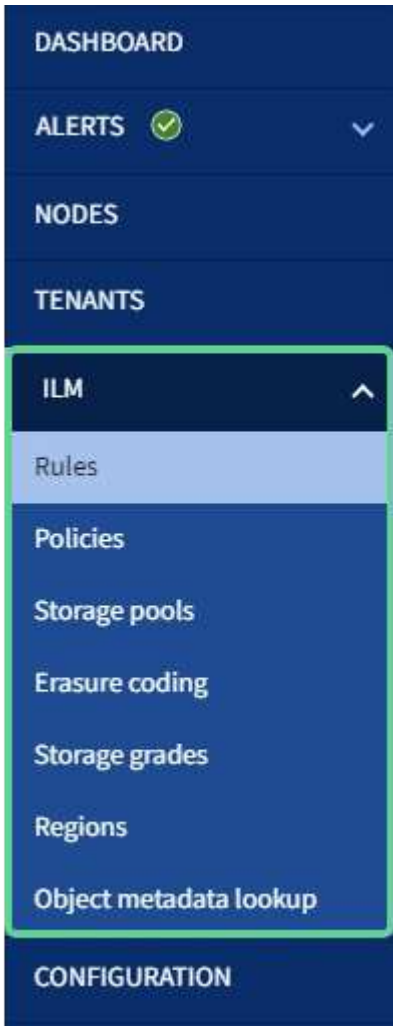 DASHBOARD
ALERTS
NODES
TENANTS
ILM
Rules
Policies
Storage pools
Erasure coding
Storage grades
Regions
Object metadata lookup
CONFIGURATION